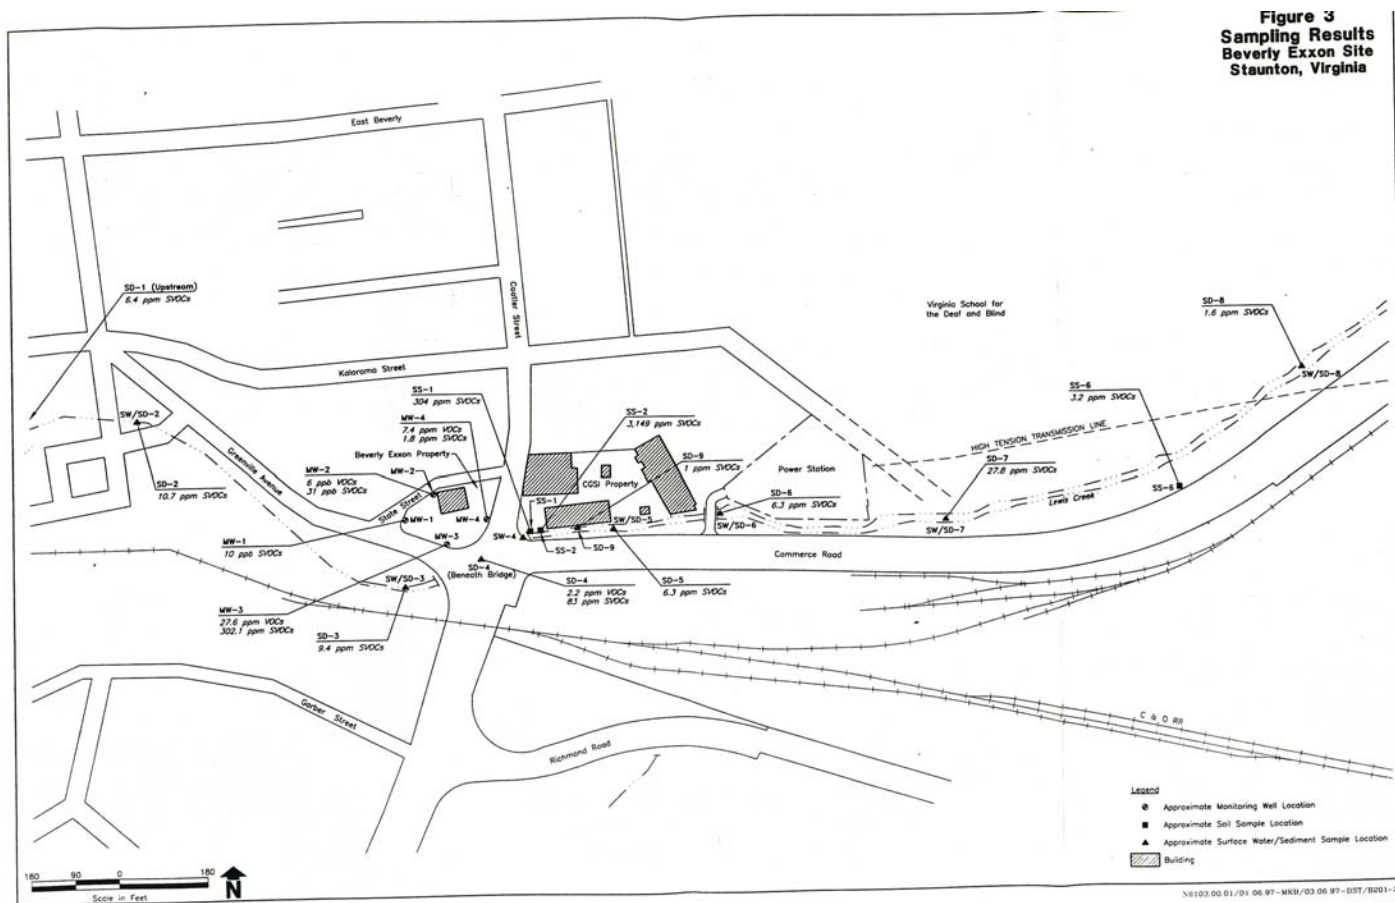 Figure 3
Sampling Results
Beverly Exxon Site
Staunton, Virginia
East Beverly
Coalter Street
SD-1 (Upstream)
6.4 ppm SVOCs
Virginia School for
the Deaf and Blind
SD-8
1.6 ppm SVOCs
Kalorama Street
SW/SD-8
SS-1
304 ppm SVOCs
SS-6
3.2 ppm SVOCs
SW/SD-2
MW-4
7.4 ppm VOCs
1.8 ppm SVOCs
SS-2
3,149 ppm SVOCs
HIGH TENSION TRANSMISSION LINE
Greenville Avenue
Beverly Exxon Property
SD-9
1 ppm SVOCs
SD-7
27.8 ppm SVOCs
MW-2
6 ppb VOCs
31 ppb SVOCs
MW-2
Power Station
SD-2
10.7 ppm SVOCs
CGSI Property
SD-6
6.3 ppm SVOCs
Lewis Creek
SS-6
State Street
SS-1
MW-1
MW-4
SW/SD-5
SW/SD-6
SW/SD-7
MW-1
10 ppb SVOCs
MW-3
SW-4
SS-2
SD-9
Commerce Road
SD-4
(Beneath Bridge)
SW/SD-3
SD-4
2.2 ppm VOCs
83 ppm SVOCs
SD-5
6.3 ppm SVOCs
MW-3
27.6 ppm VOCs
302.1 ppm SVOCs
SD-3
9.4 ppm SVOCs
Garber Street
C & O RR
Richmond Road
Legend
Approximate Monitoring Well Location
Approximate Soil Sample Location
Approximate Surface Water/Sediment Sample Location
Building
180 90 0 180
Scale in Feet
N